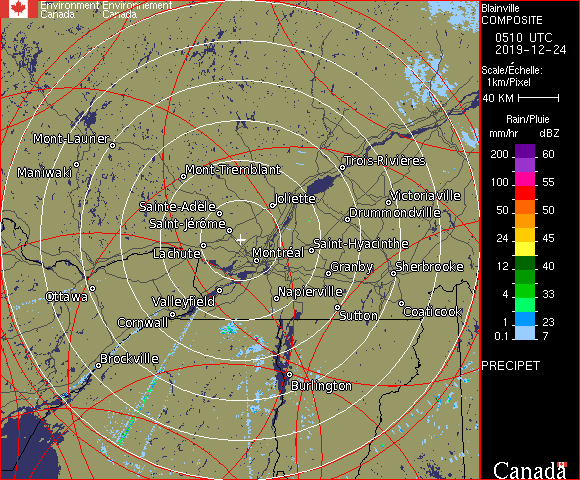 Environment Environnement
Canada Canada
Blainville
COMPOSITE
0510 UTC
2019-12-24
Scale/Échelle:
1km/Pixel
40 KM
Rain/Pluie
mm/hr dBZ
200 60
100 55
50 50
24 45
12 40
4 33
1 23
0.1 7
PRECIPET
Mont-Laurier
Maniwaki
Mont-Tremblant
Trois-Rivières
Joliette
Victoriaville
Sainte-Adèle
Drummondville
Saint-Jérôme
Saint-Hyacinthe
Lachute
Montréal
Granby
Sherbrooke
Ottawa
Valleyfield
Napierville
Cornwall
Sutton
Coaticook
Brockville
Burlington
Canada